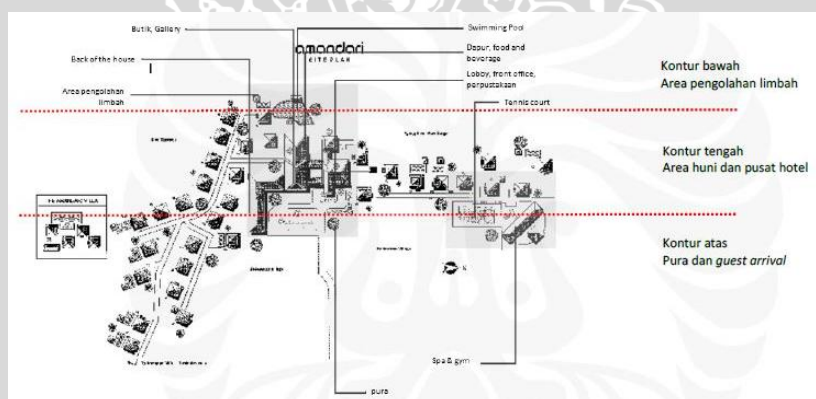 Butik, Gallery
Swimming Pool
amandari
SITEPLAN
Dapur, food and
beverage
Back of the house
Lobby, front office,
perpustakaan
Area pengolahan
limbah
Tennis court
Kontur bawah
Area pengolahan limbah
Kontur tengah
Area huni dan pusat hotel
Kontur atas
Pura dan guest arrival
N
Spa & gym
pura